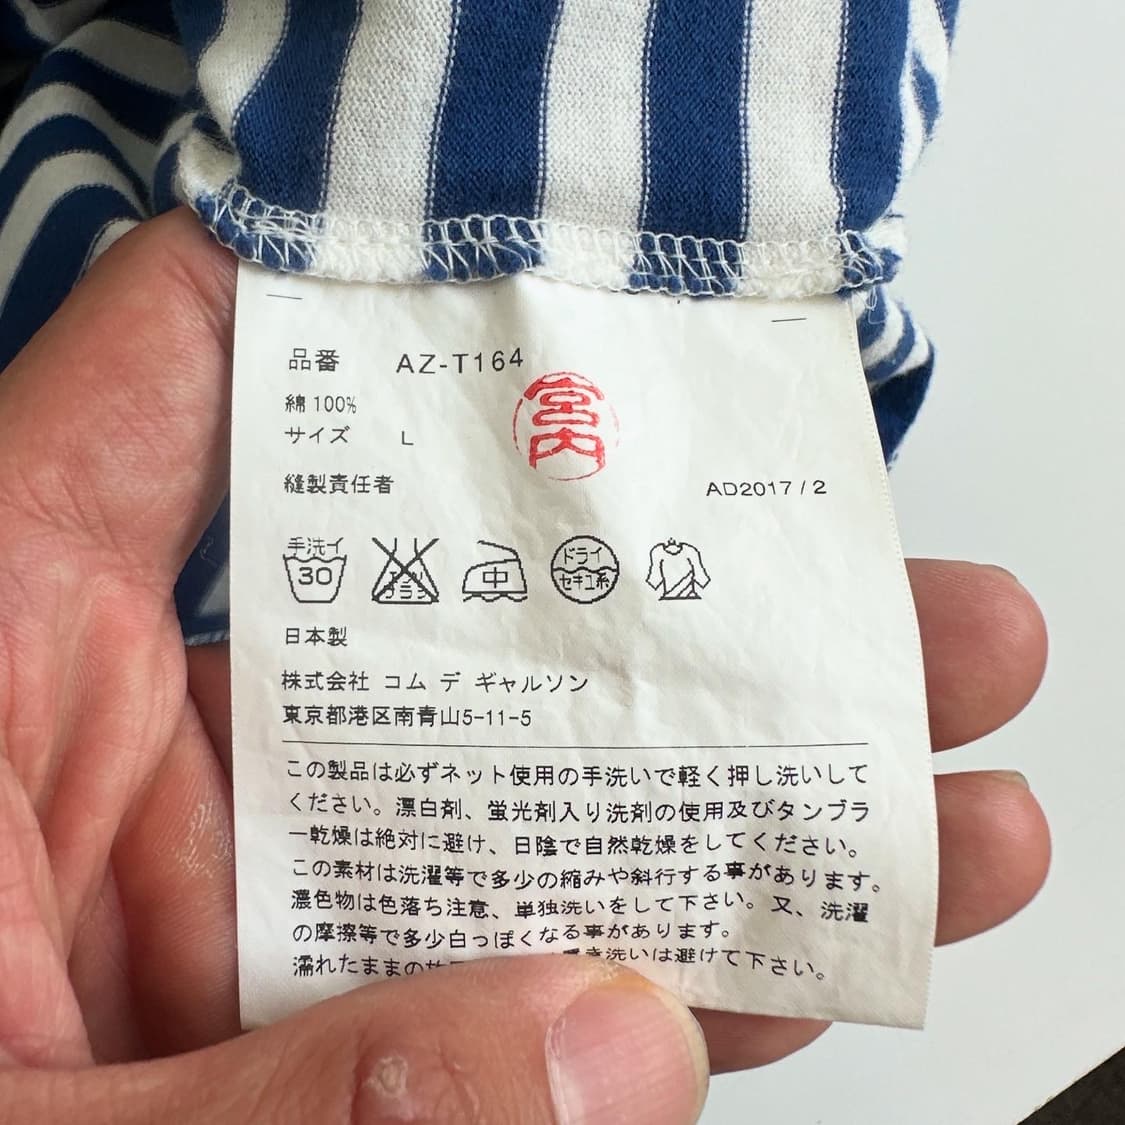 品番 AZ-T164
綿 100%
サイズ L
宮内
縫製責任者 AD2017/2
手洗イ
30
エンソ
サラシ
中
ドライ
セキユ系
日本製
株式会社 コム デ ギャルソン
東京都港区南青山5-11-5
この製品は必ずネット使用の手洗いで軽く押し洗いして
ください。漂白剤、蛍光剤入り洗剤の使用及びタンブラ
ー乾燥は絶対に避け、日陰で自然乾燥をしてください。
この素材は洗濯等で多少の縮みや斜行する事があります。
濃色物は色落ち注意、単独洗いをして下さい。又、洗濯
の摩擦等で多少白っぽくなる事があります。
濡れたままの
き洗いは避けて下さい。